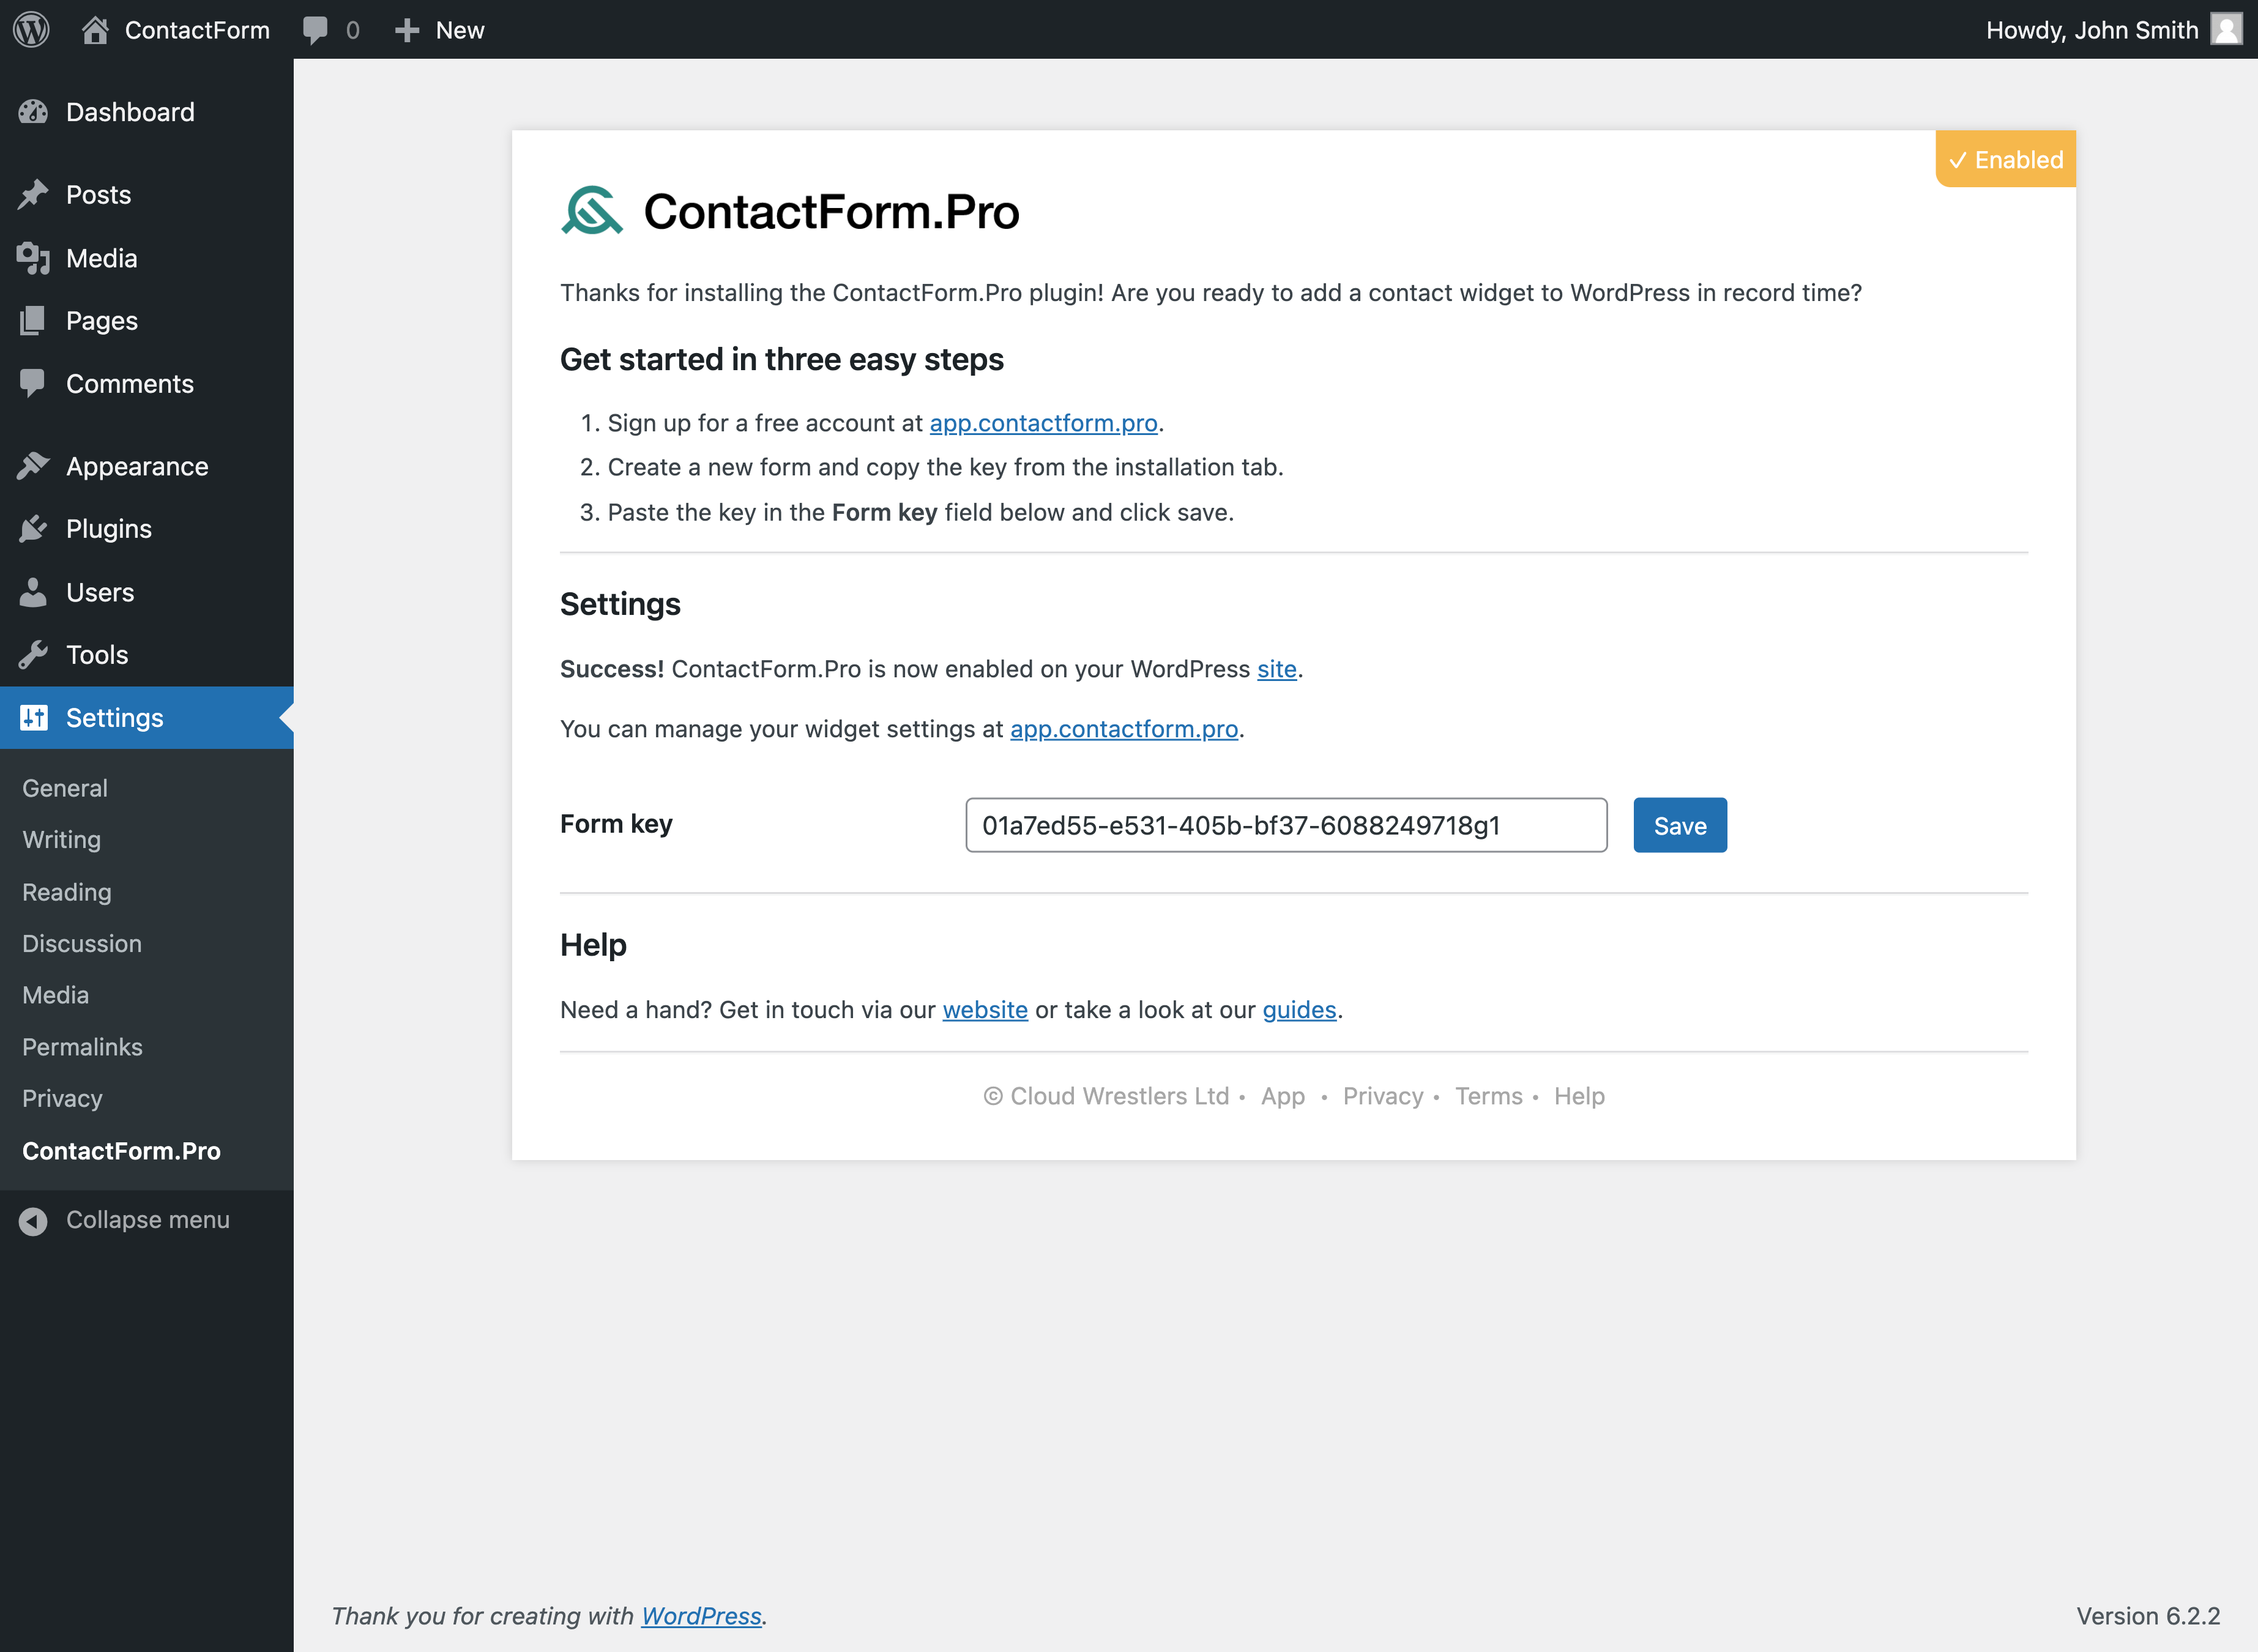 ContactForm
0
New
Howdy, John Smith
Dashboard
Posts
Media
Pages
Comments
Appearance
Plugins
Users
Tools
Settings
General
Writing
Reading
Discussion
Media
Permalinks
Privacy
ContactForm.Pro
Collapse menu
✓ Enabled
ContactForm.Pro
Thanks for installing the ContactForm.Pro plugin! Are you ready to add a contact widget to WordPress in record time?
Get started in three easy steps
1. Sign up for a free account at app.contactform.pro.
2. Create a new form and copy the key from the installation tab.
3. Paste the key in the Form key field below and click save.
Settings
Success! ContactForm.Pro is now enabled on your WordPress site.
You can manage your widget settings at app.contactform.pro.
Form key 01a7ed55-e531-405b-bf37-6088249718g1 Save
Help
Need a hand? Get in touch via our website or take a look at our guides.
© Cloud Wrestlers Ltd • App • Privacy • Terms • Help
Thank you for creating with WordPress.
Version 6.2.2